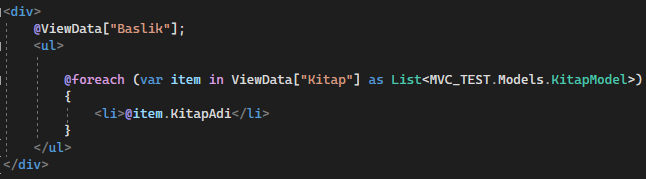 <div>
@ViewData["Baslik"];
<ul>
@foreach (var item in ViewData["Kitap"] as List<MVC_TEST.Models.KitapModel>)
{
<li>@item.KitapAdi</li>
}
</ul>
</div>